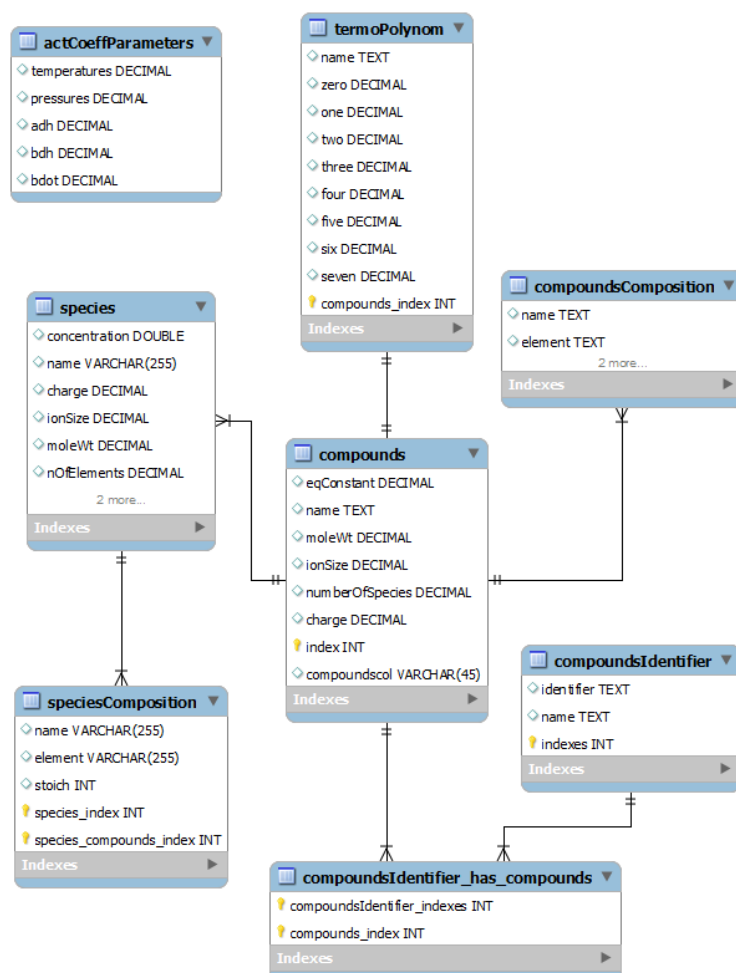 actCoeffParameters
temperatures DECIMAL
pressures DECIMAL
adh DECIMAL
bdh DECIMAL
bdot DECIMAL
termoPolynom
name TEXT
zero DECIMAL
one DECIMAL
two DECIMAL
three DECIMAL
four DECIMAL
five DECIMAL
six DECIMAL
seven DECIMAL
compounds_index INT
Indexes
compoundsComposition
name TEXT
element TEXT
2 more...
Indexes
species
concentration DOUBLE
name VARCHAR(255)
charge DECIMAL
ionSize DECIMAL
moleWt DECIMAL
nOfElements DECIMAL
2 more...
Indexes
compounds
eqConstant DECIMAL
name TEXT
moleWt DECIMAL
ionSize DECIMAL
numberOfSpecies DECIMAL
charge DECIMAL
index INT
compoundscol VARCHAR(45)
Indexes
compoundsIdentifier
identifier TEXT
name TEXT
indexes INT
Indexes
speciesComposition
name VARCHAR(255)
element VARCHAR(255)
stoich INT
species_index INT
species_compounds_index INT
Indexes
compoundsIdentifier_has_compounds
compoundsIdentifier_indexes INT
compounds_index INT
Indexes